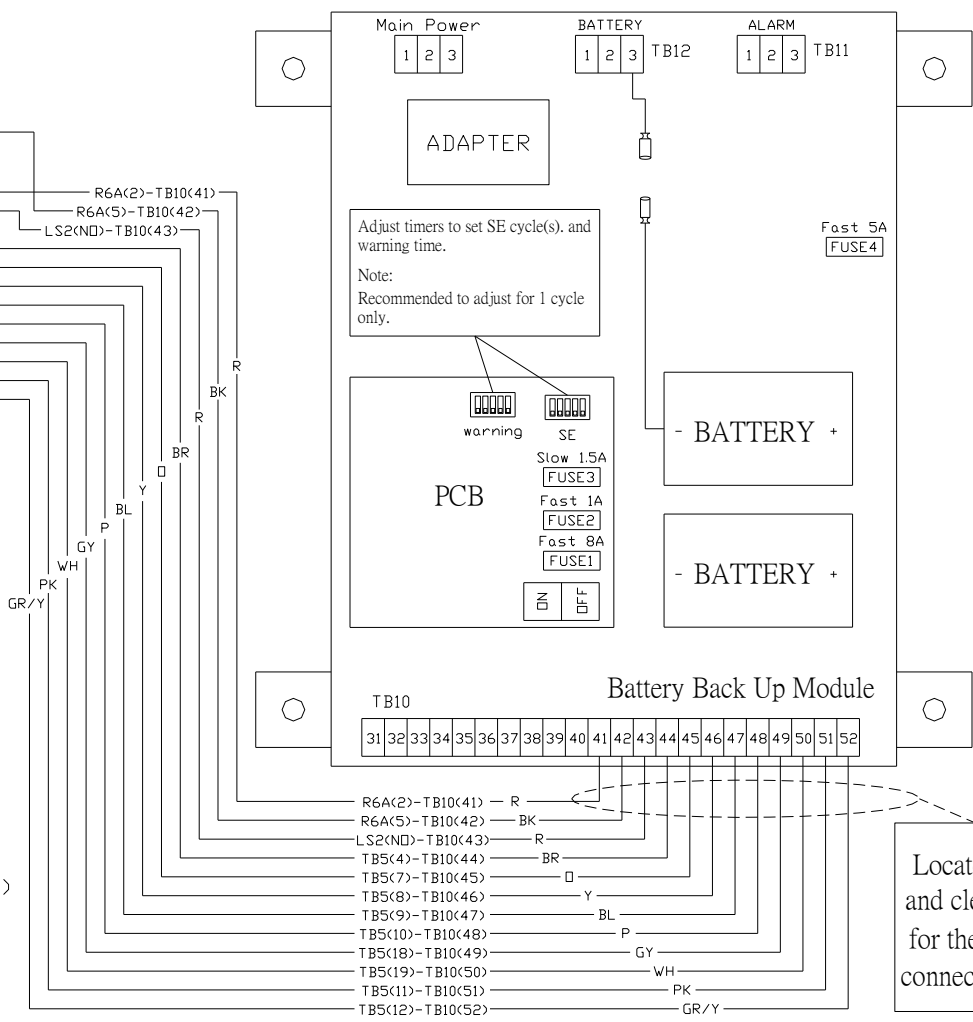 Main Power
1 2 3
BATTERY
1 2 3 TB12
ALARM
1 2 3 TB11
ADAPTER
R6A(2)-TB10(41)
R6A(5)-TB10(42)
LS2(NO)-TB10(43)
Adjust timers to set SE cycle(s). and
warning time.
Note:
Recommended to adjust for 1 cycle
only.
Fast 5A
FUSE4
R
BK
R
BR
O
Y
BL
P
GY
WH
PK
GR/Y
warning
SE
Slow 1.5A
FUSE3
Fast 1A
FUSE2
Fast 8A
FUSE1
PCB
ON
OFF
- BATTERY +
- BATTERY +
Battery Back Up Module
TB10
31 32 33 34 35 36 37 38 39 40 41 42 43 44 45 46 47 48 49 50 51 52
R6A(2)-TB10(41) R
R6A(5)-TB10(42) BK
LS2(NO)-TB10(43) R
TB5(4)-TB10(44) BR
TB5(7)-TB10(45) O
TB5(8)-TB10(46) Y
TB5(9)-TB10(47) BL
TB5(10)-TB10(48) P
TB5(18)-TB10(49) GY
TB5(19)-TB10(50) WH
TB5(11)-TB10(51) PK
TB5(12)-TB10(52) GR/Y
)
Locat
and cle
for the
connec